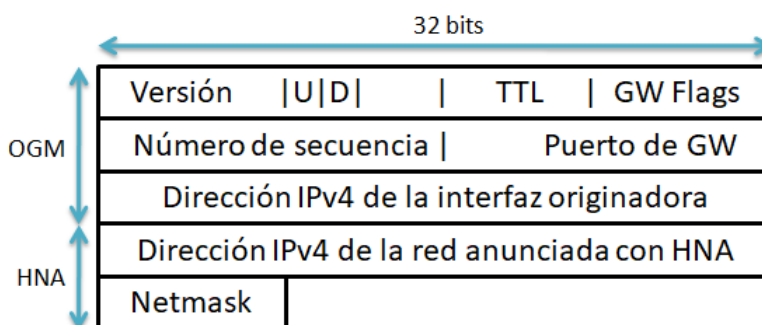 32 bits
Versión |U|D| | TTL | GW Flags
OGM
Número de secuencia | Puerto de GW
Dirección IPv4 de la interfaz originadora
Dirección IPv4 de la red anunciada con HNA
HNA
Netmask